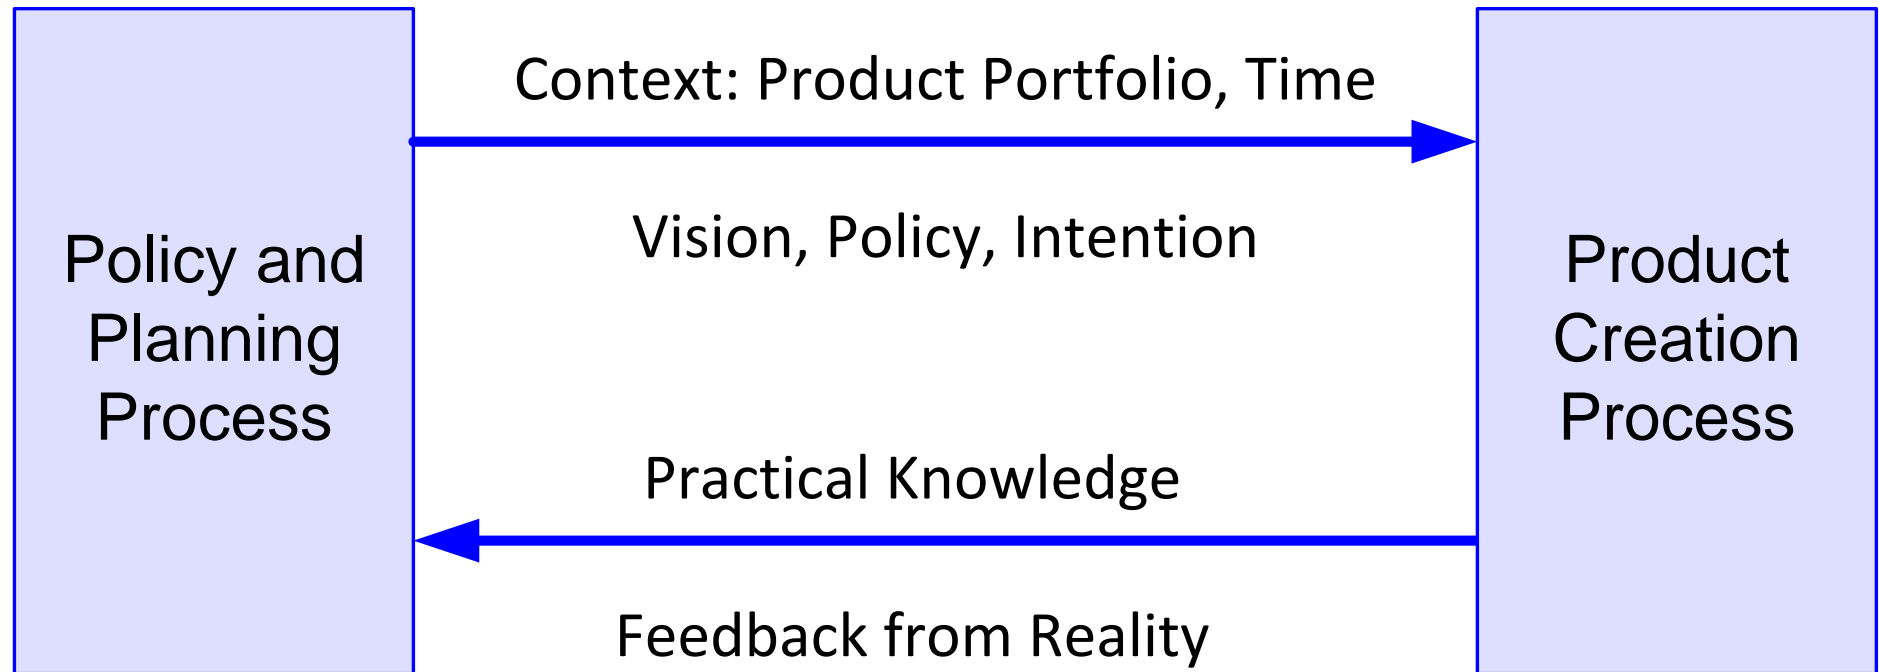 Policy and
Planning
Process
Context: Product Portfolio, Time
Vision, Policy, Intention
Practical Knowledge
Feedback from Reality
Product
Creation
Process